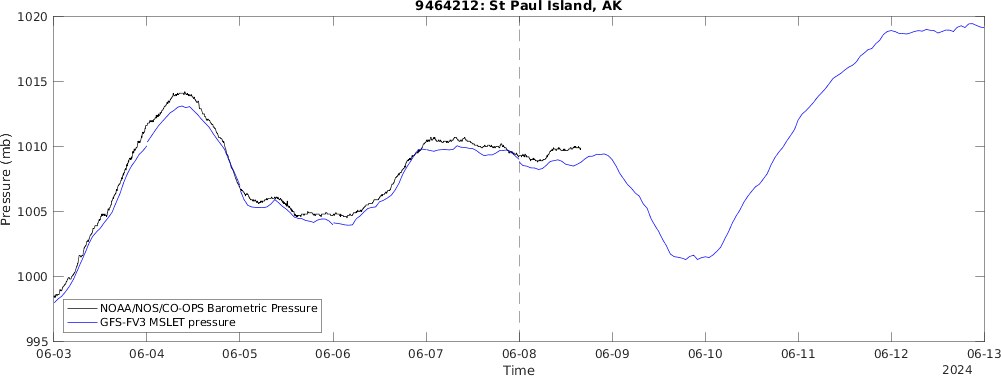 9464212: St Paul Island, AK
Pressure (mb)
1020
1015
1010
1005
1000
995
NOAA/NOS/CO-OPS Barometric Pressure
GFS-FV3 MSLET pressure
06-03 06-04 06-05 06-06 06-07 06-08 06-09 06-10 06-11 06-12 06-13
Time
2024